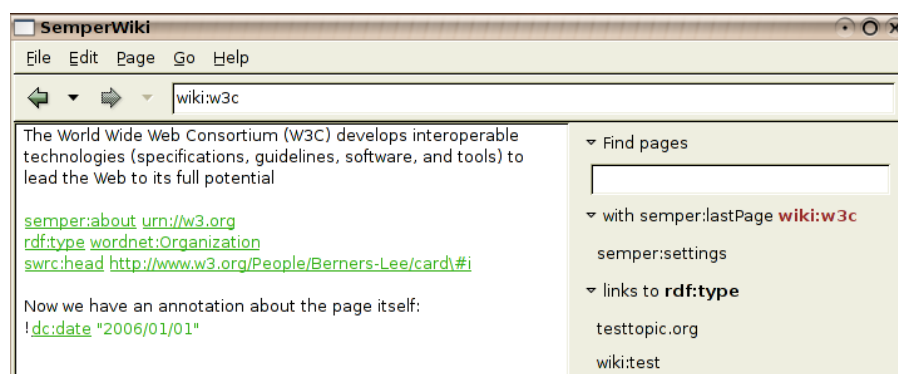 SemperWiki
File Edit Page Go Help
wiki:w3c
The World Wide Web Consortium (W3C) develops interoperable
technologies (specifications, guidelines, software, and tools) to
lead the Web to its full potential
semper:about urn://w3.org
rdf:type wordnet:Organization
swrc:head http://www.w3.org/People/Berners-Lee/card\#i
Now we have an annotation about the page itself:
!dc:date "2006/01/01"
Find pages
with semper:lastPage wiki:w3c
semper:settings
links to rdf:type
testtopic.org
wiki:test